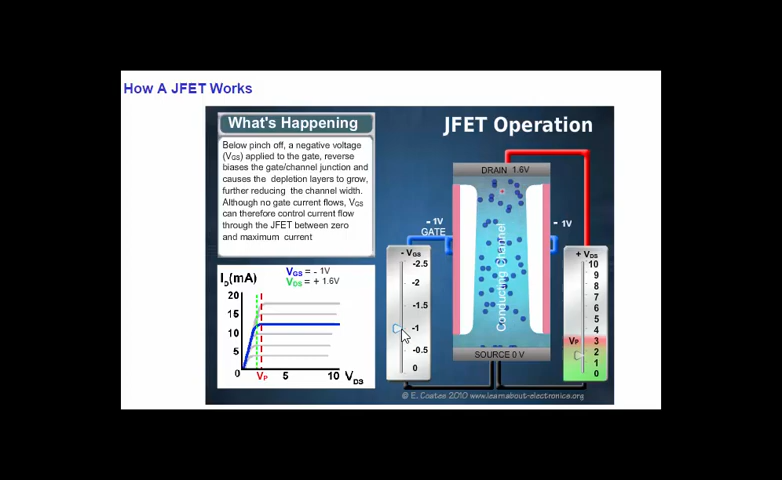 How A JFET Works
What's Happening
JFET Operation
Below pinch off, a negative voltage
(VGS) applied to the gate, reverse
biases the gate/channel junction and
causes the depletion layers to grow,
further reducing the channel width.
Although no gate current flows, VGS
can therefore control current flow
through the JFET between zero
and maximum current
DRAIN 1.6V
- 1V
GATE
- 1V
Conducting Channel
SOURCE 0 V
- VGS
-2.5
-2
-1.5
-1
-0.5
0
+ VDS
10
9
8
7
6
5
4
VP 3
2
1
0
ID(mA)
VGS = - 1V
VDS = + 1.6V
20
15
10
5
0
VP 5 10 VDS
© E. Coates 2010 www.learnabout-electronics.org